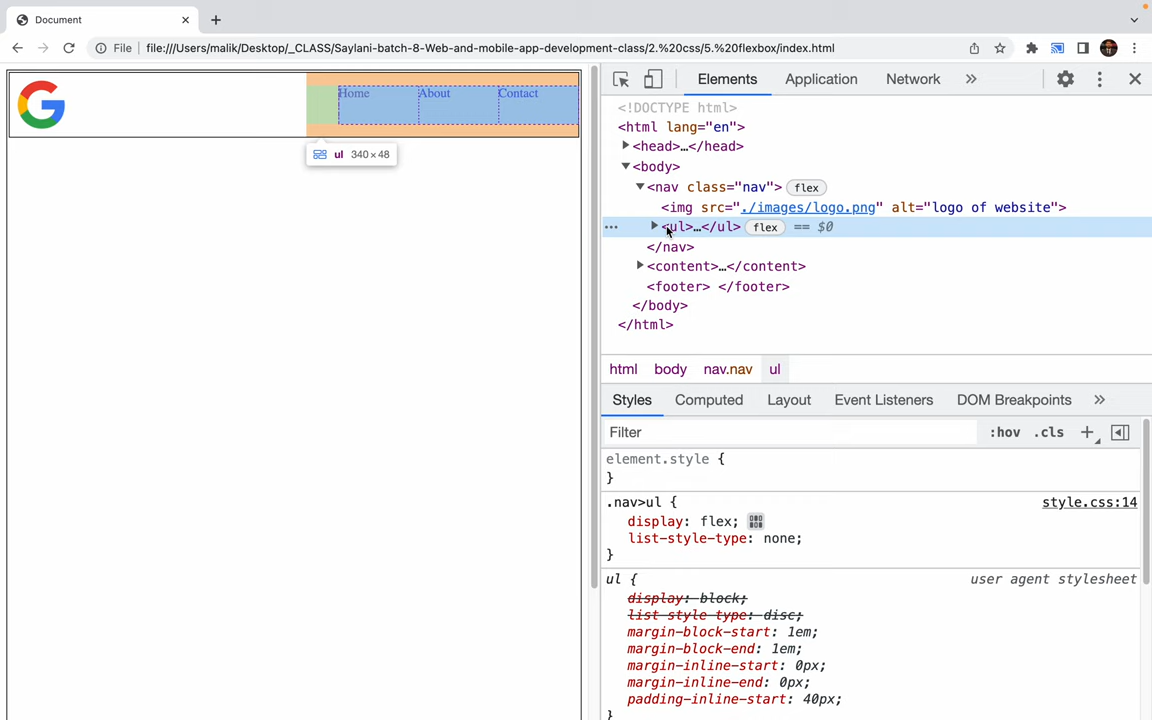 Document
File
file:///Users/malik/Desktop/_CLASS/Saylani-batch-8-Web-and-mobile-app-development-class/2.%20css/5.%20flexbox/index.html
Home About Contact
ul 340 × 48
Elements Application Network
<!DOCTYPE html>
<html lang="en">
<head>…</head>
<body>
<nav class="nav"> flex
<img src="./images/logo.png" alt="logo of website">
<ul>…</ul> flex == $0
</nav>
<content>…</content>
<footer> </footer>
</body>
</html>
html body nav.nav ul
Styles Computed Layout Event Listeners DOM Breakpoints
Filter :hov .cls
element.style {
}
.nav>ul { style.css:14
display: flex;
list-style-type: none;
}
ul { user agent stylesheet
display: block;
list-style-type: disc;
margin-block-start: 1em;
margin-block-end: 1em;
margin-inline-start: 0px;
margin-inline-end: 0px;
padding-inline-start: 40px;
}